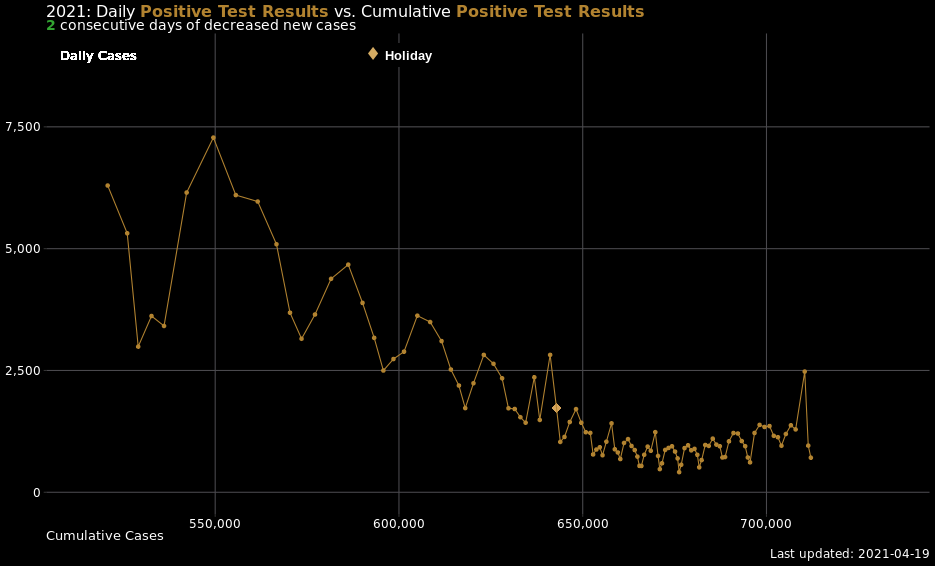 2021: Daily Positive Test Results vs. Cumulative Positive Test Results
2 consecutive days of decreased new cases
Daily Cases
Holiday
7,500
5,000
2,500
0
550,000
600,000
650,000
700,000
Cumulative Cases
Last updated: 2021-04-19